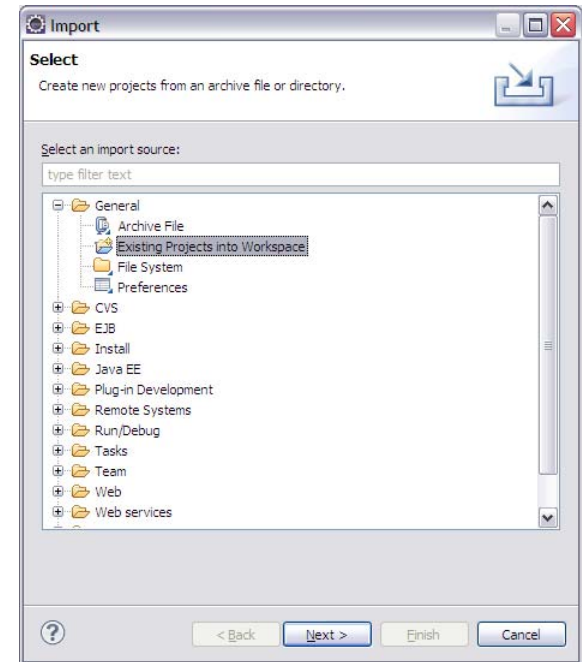 Import
Select
Create new projects from an archive file or directory.
Select an import source:
type filter text
General
Archive File
Existing Projects into Workspace
File System
Preferences
CVS
EJB
Install
Java EE
Plug-in Development
Remote Systems
Run/Debug
Tasks
Team
Web
Web services
? < Back Next > Finish Cancel